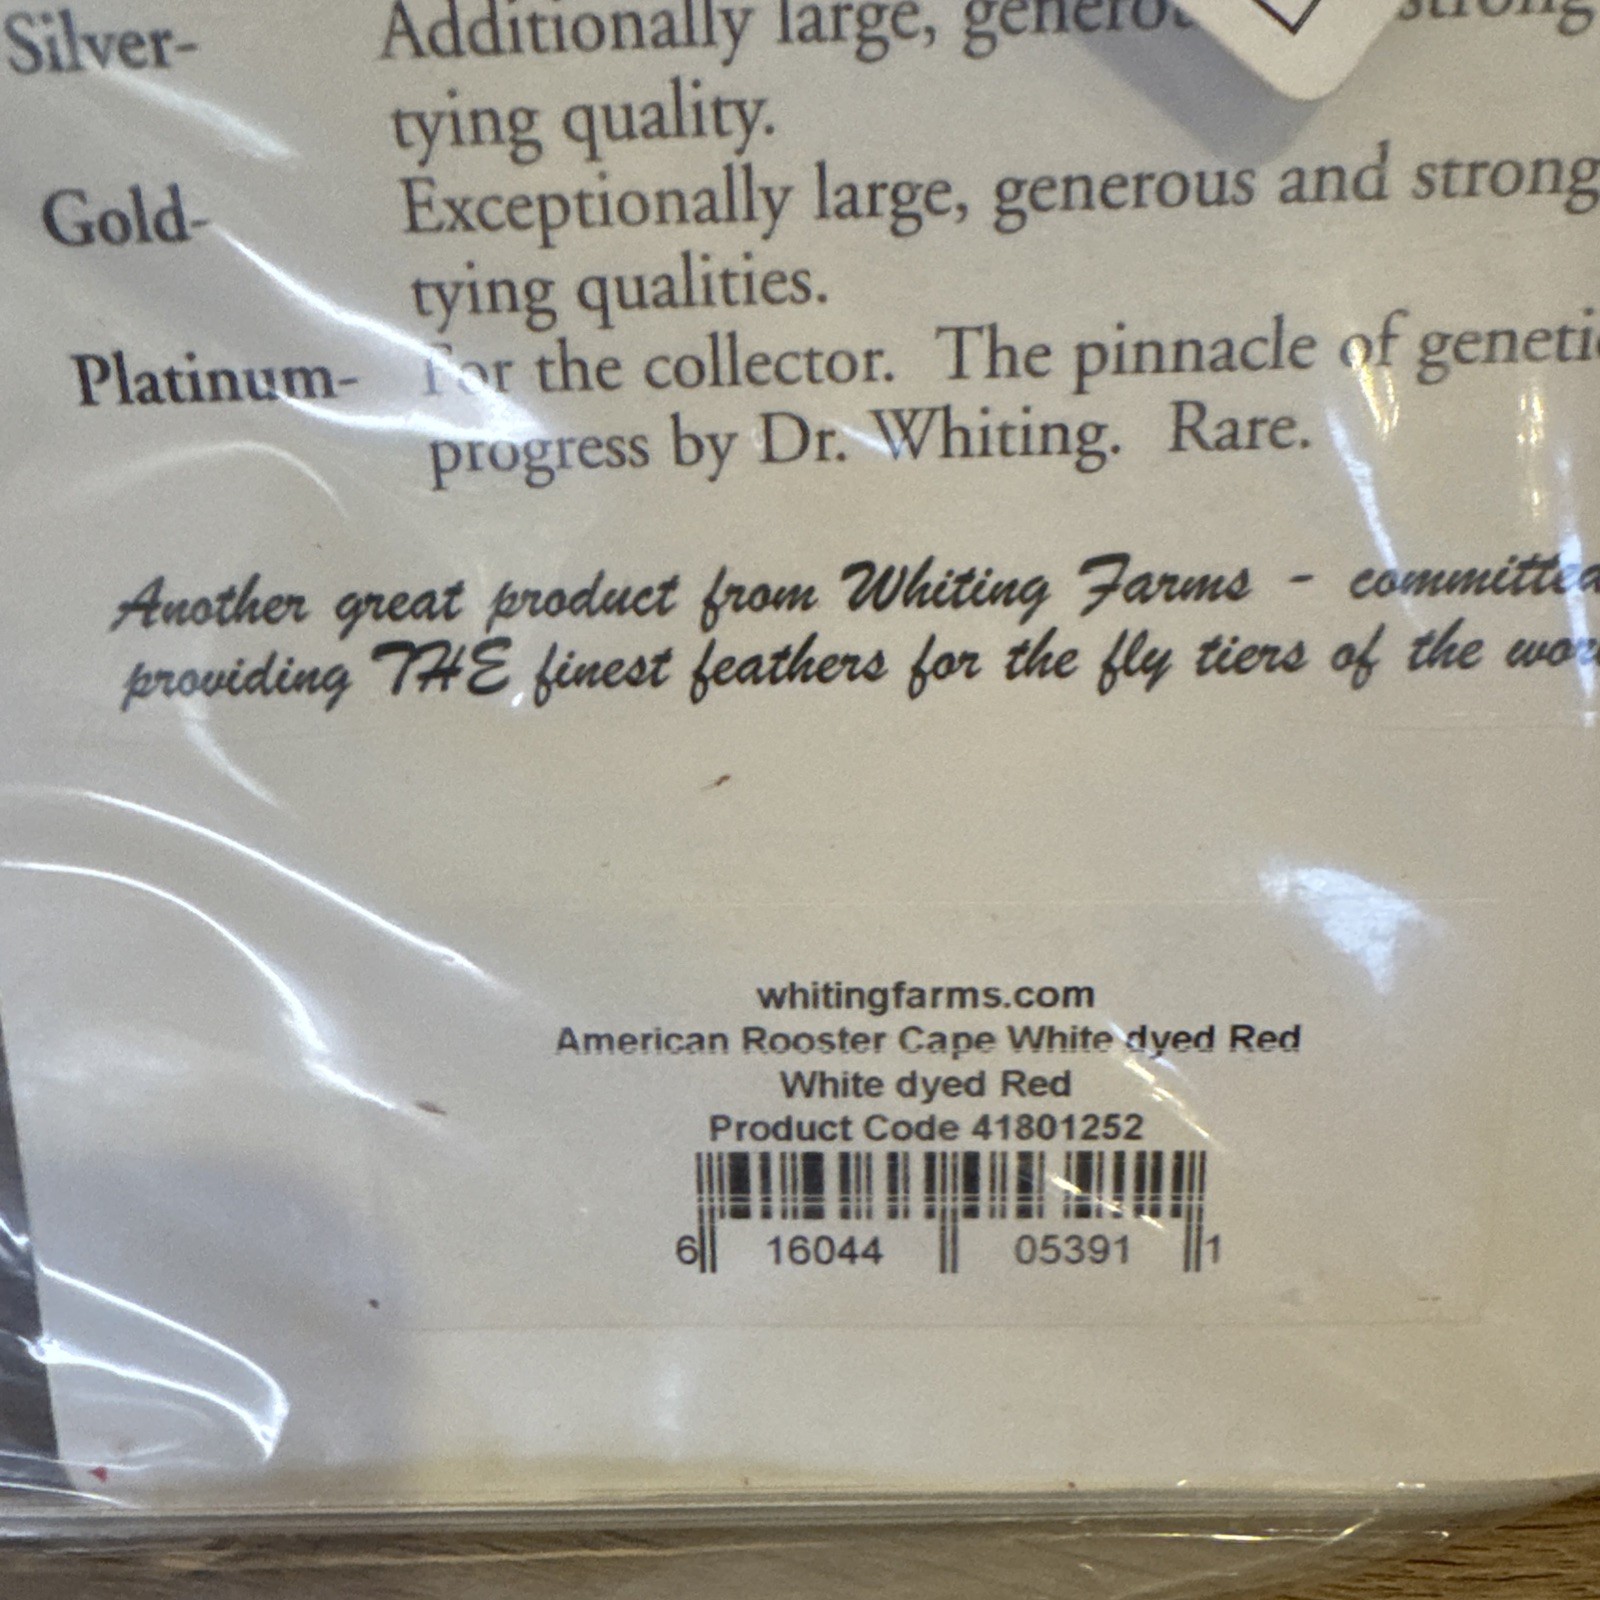 Silver- Additionally large, strong
tying quality.
Gold- Exceptionally large, generous and strong
tying qualities.
Platinum- For the collector. The pinnacle of
progress by Dr. Whiting. Rare.
Another great product from Whiting Farms - committed
providing THE finest feathers for the fly tiers of the
whitingfarms.com
American Rooster Cape White dyed Red
White dyed Red
Product Code 41801252
6 16044 05391 1